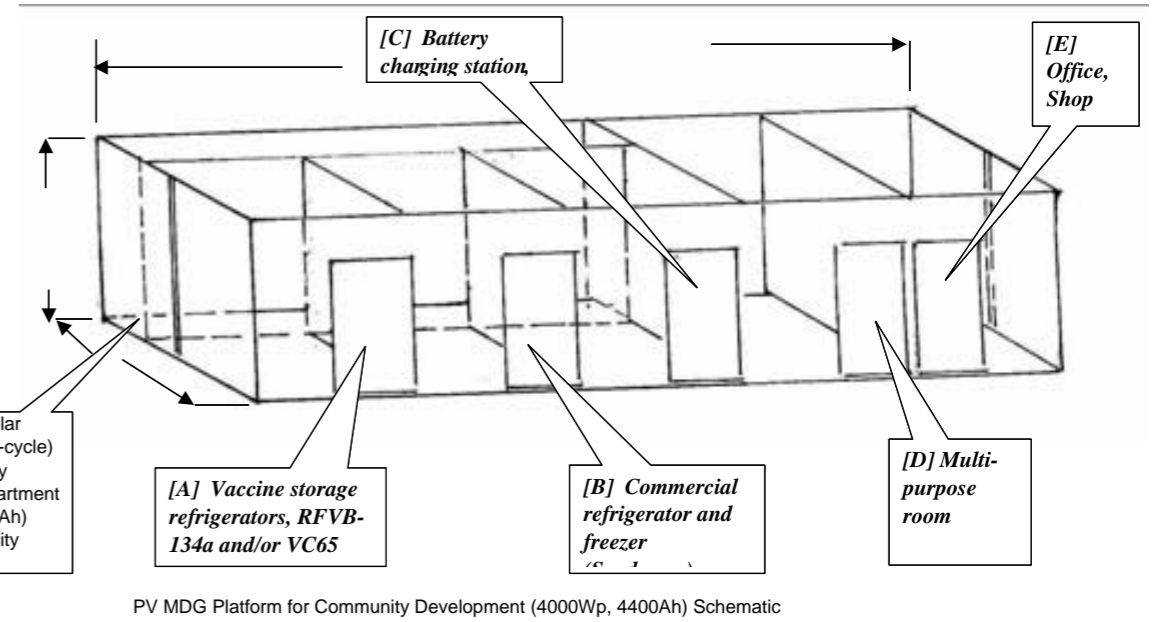 [C] Battery
charging station,
[E]
Office,
Shop
lar
-cycle)
y
artment
Ah)
ity
[A] Vaccine storage
refrigerators, RFVB-
134a and/or VC65
[B] Commercial
refrigerator and
freezer
[D] Multi-
purpose
room
PV MDG Platform for Community Development (4000Wp, 4400Ah) Schematic